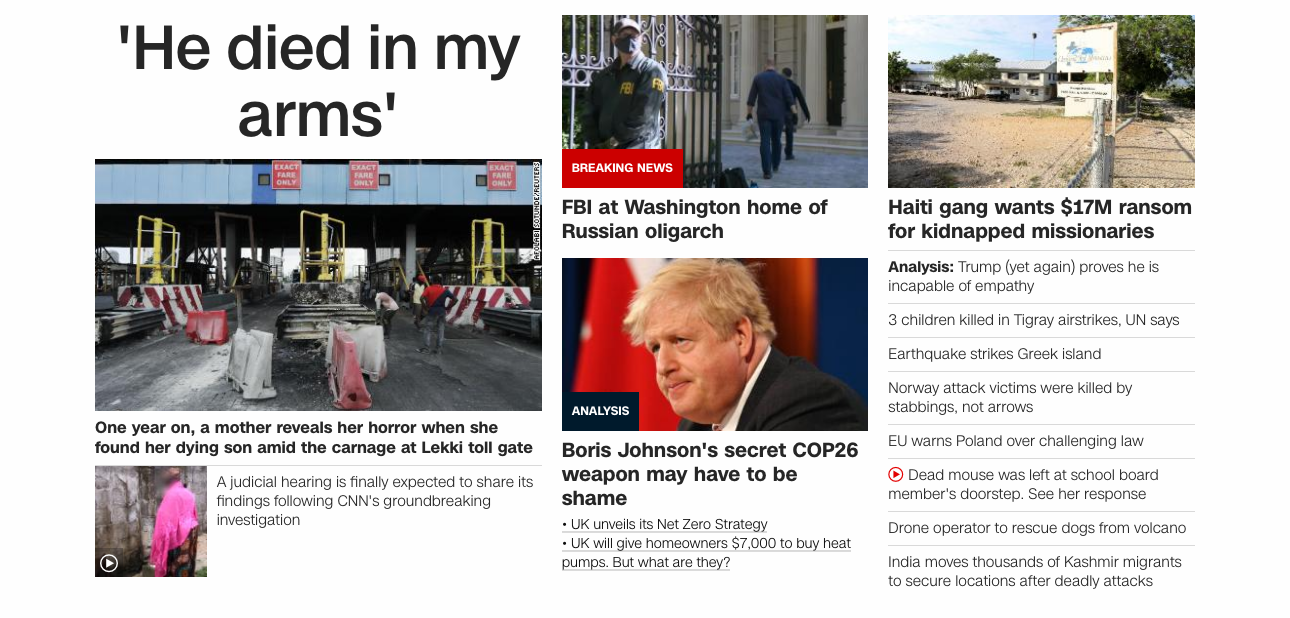 'He died in my
arms'
EXACT
FARE
ONLY
EXACT
FARE
ONLY
EXACT
FARE
ONLY
One year on, a mother reveals her horror when she
found her dying son amid the carnage at Lekki toll gate
A judicial hearing is finally expected to share its
findings following CNN's groundbreaking
investigation
FBI
FBI
BREAKING NEWS
FBI at Washington home of
Russian oligarch
ANALYSIS
Boris Johnson's secret COP26
weapon may have to be
shame
• UK unveils its Net Zero Strategy
• UK will give homeowners $7,000 to buy heat
pumps. But what are they?
Haiti gang wants $17M ransom
for kidnapped missionaries
Analysis: Trump (yet again) proves he is
incapable of empathy
3 children killed in Tigray airstrikes, UN says
Earthquake strikes Greek island
Norway attack victims were killed by
stabbings, not arrows
EU warns Poland over challenging law
Dead mouse was left at school board
member's doorstep. See her response
Drone operator to rescue dogs from volcano
India moves thousands of Kashmir migrants
to secure locations after deadly attacks